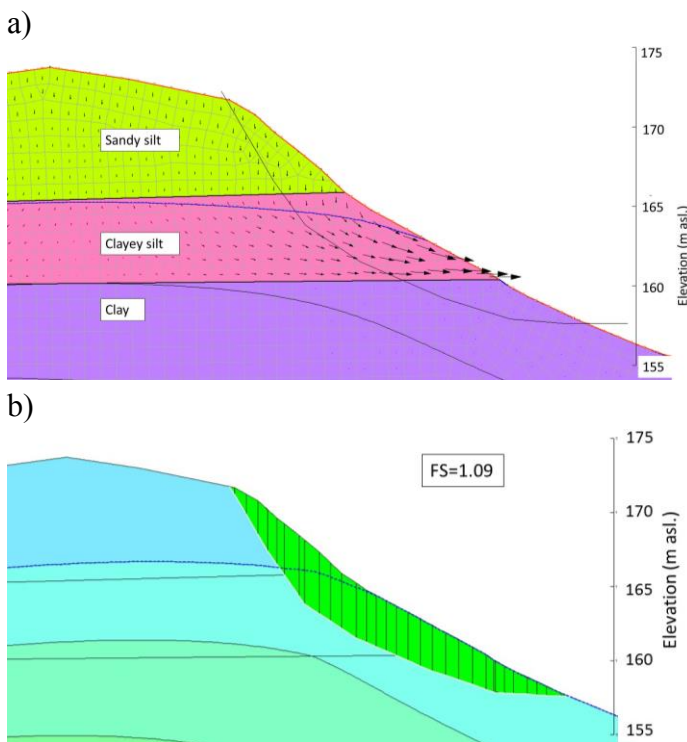 a)
175
Sandy silt
170
165
Clayey silt
160
Clay
155
Elevation (m asl.)
b)
175
FS=1.09
170
165
160
155
Elevation (m asl.)